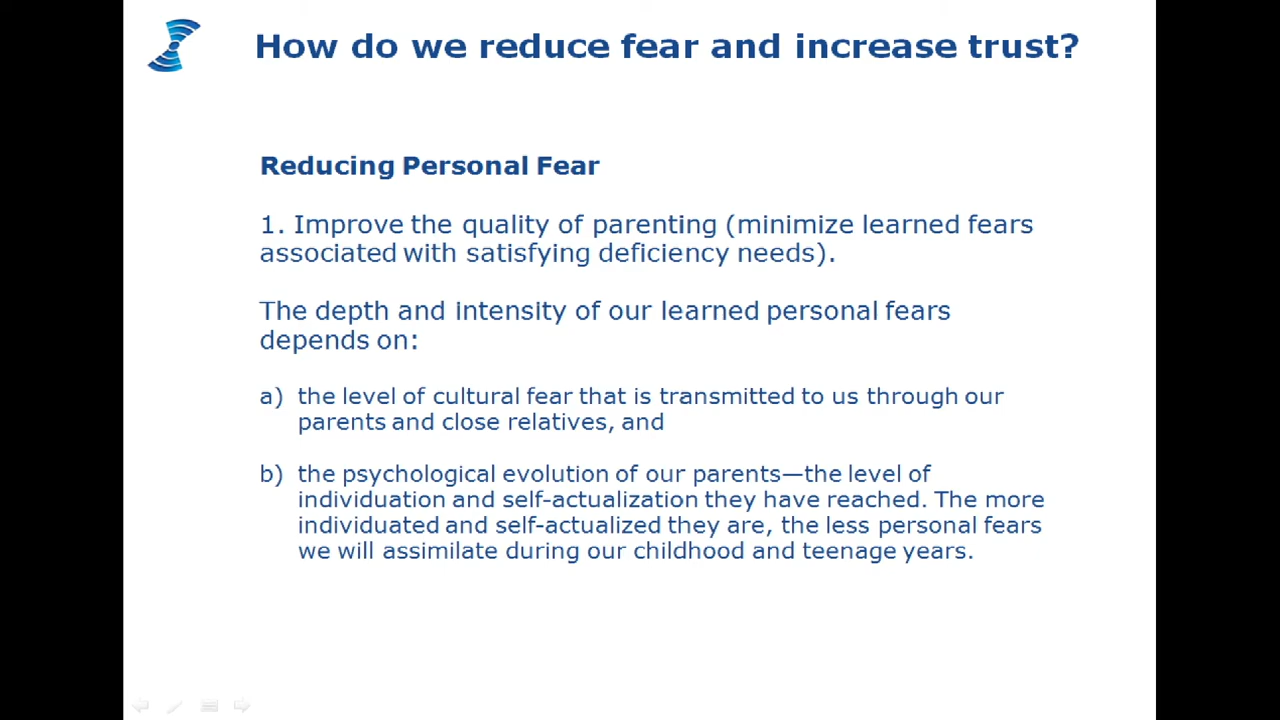 How do we reduce fear and increase trust?
Reducing Personal Fear
1. Improve the quality of parenting (minimize learned fears
associated with satisfying deficiency needs).
The depth and intensity of our learned personal fears
depends on:
a) the level of cultural fear that is transmitted to us through our
parents and close relatives, and
b) the psychological evolution of our parents—the level of
individuation and self-actualization they have reached. The more
individuated and self-actualized they are, the less personal fears
we will assimilate during our childhood and teenage years.